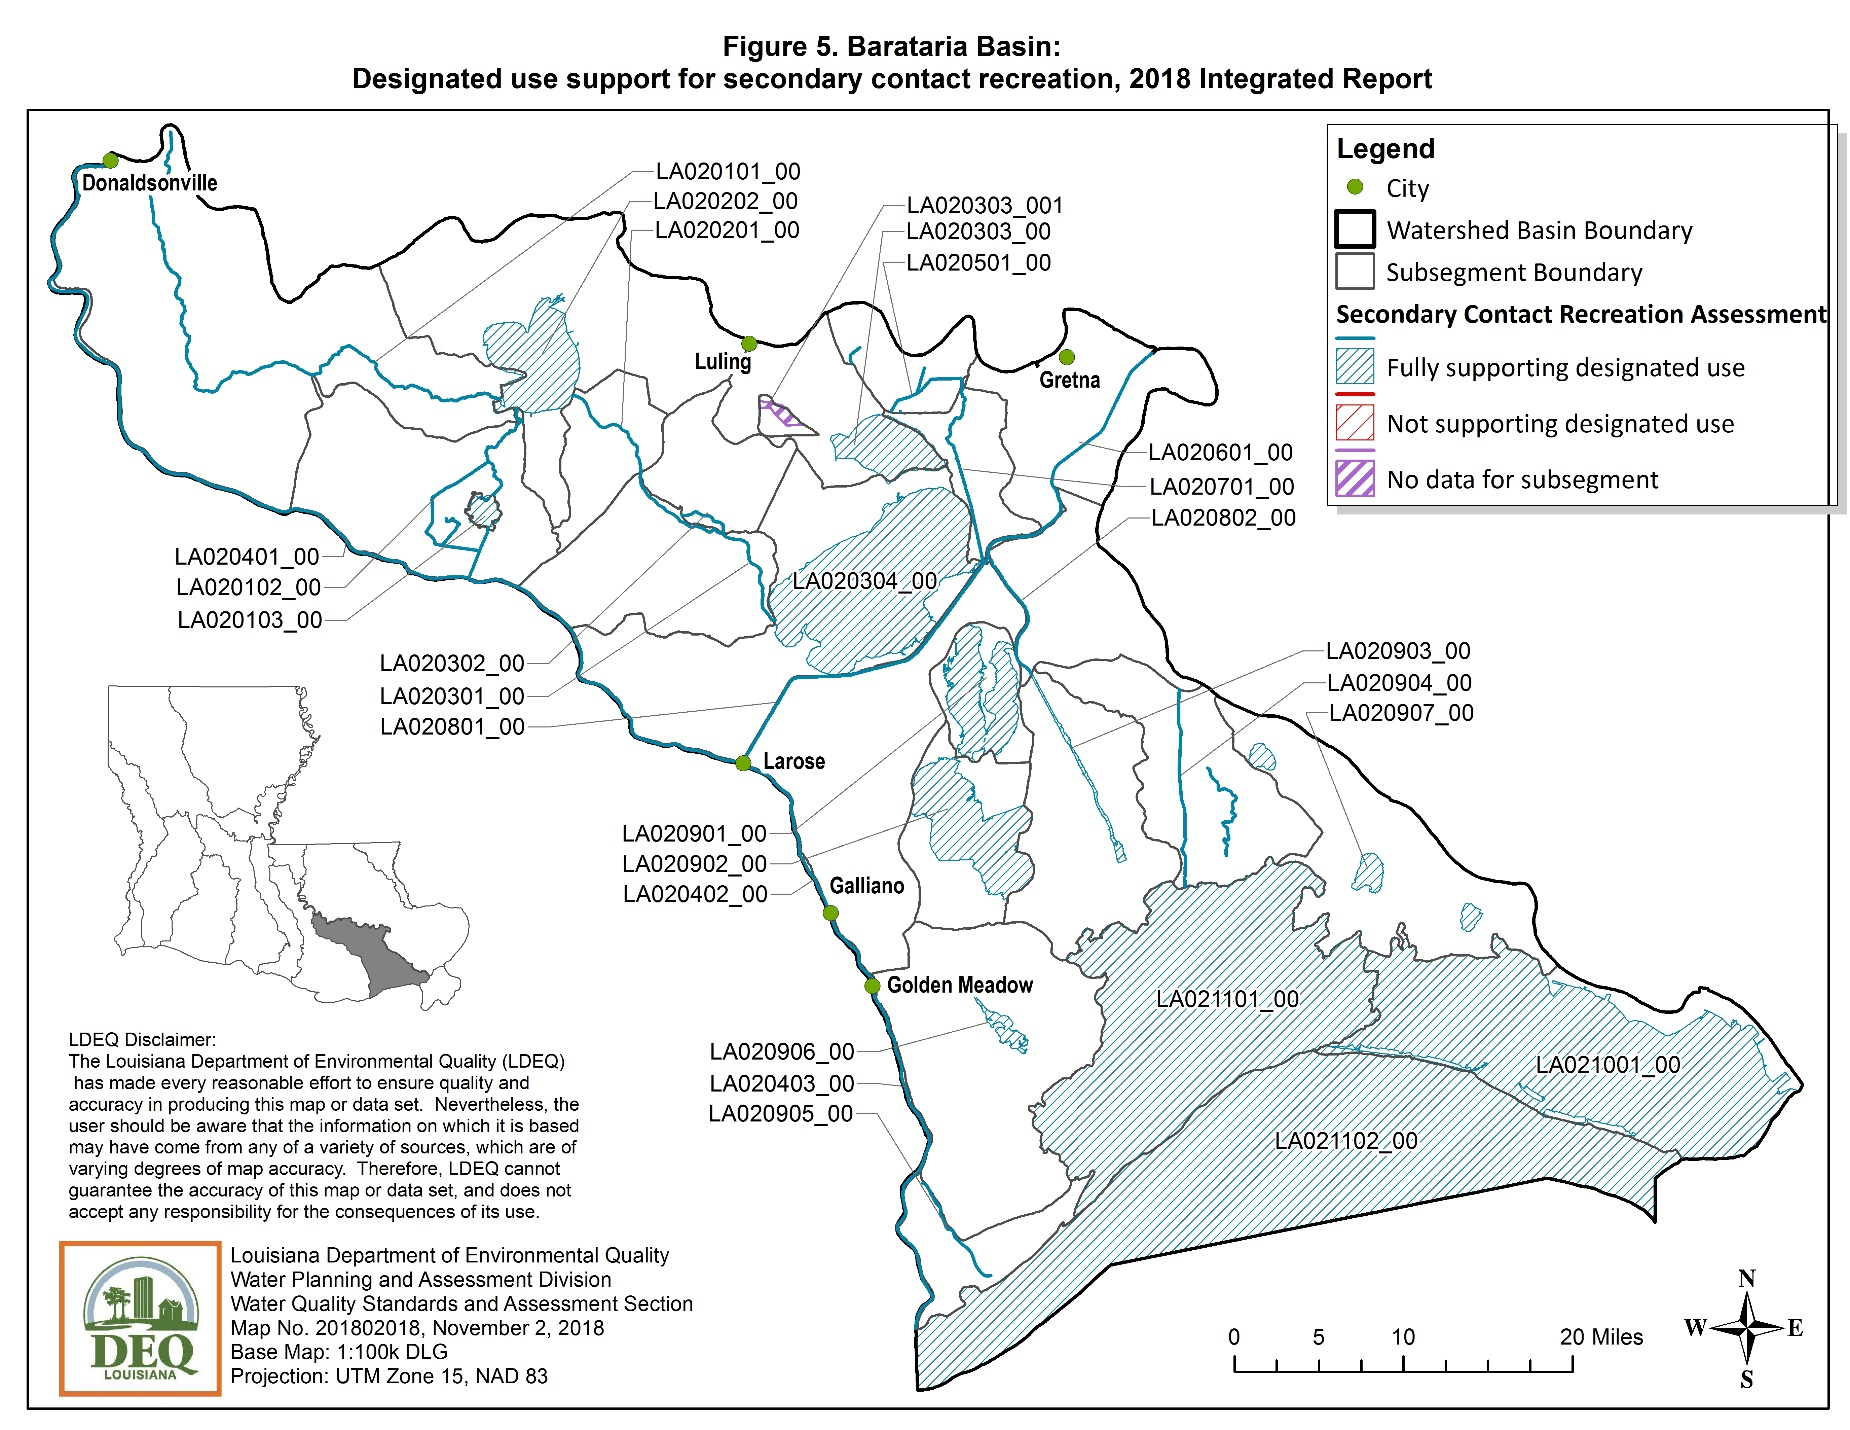 Figure 5. Barataria Basin:
Designated use support for secondary contact recreation, 2018 Integrated Report
Legend
City
Watershed Basin Boundary
Subsegment Boundary
Secondary Contact Recreation Assessment
Fully supporting designated use
Not supporting designated use
No data for subsegment
Donaldsonville
LA020101_00
LA020202_00
LA020201_00
LA020303_001
LA020303_00
LA020501_00
Luling
Gretna
LA020601_00
LA020701_00
LA020802_00
LA020401_00
LA020102_00
LA020103_00
LA020304_00
LA020302_00
LA020301_00
LA020801_00
LA020903_00
LA020904_00
LA020907_00
Larose
LA020901_00
LA020902_00
LA020402_00
Galliano
Golden Meadow
LA021101_00
LA020906_00
LA020403_00
LA020905_00
LA021001_00
LA021102_00
LDEQ Disclaimer:
The Louisiana Department of Environmental Quality (LDEQ)
has made every reasonable effort to ensure quality and
accuracy in producing this map or data set. Nevertheless, the
user should be aware that the information on which it is based
may have come from any of a variety of sources, which are of
varying degrees of map accuracy. Therefore, LDEQ cannot
guarantee the accuracy of this map or data set, and does not
accept any responsibility for the consequences of its use.
DEQ
LOUISIANA
Louisiana Department of Environmental Quality
Water Planning and Assessment Division
Water Quality Standards and Assessment Section
Map No. 201802018, November 2, 2018
Base Map: 1:100k DLG
Projection: UTM Zone 15, NAD 83
0 5 10 20 Miles
N
W E
S